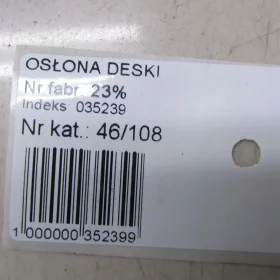 OSŁONA DESKI
Nr fabr. 23%
Indeks 035239
Nr kat.: 46/108
1 000000 352399